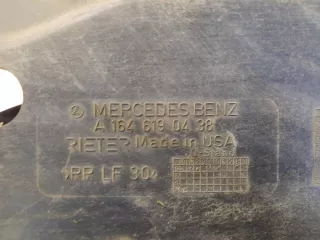 MERCEDES BENZ
A 164 619 04 38
RIETER Made in USA
>PP LF 30<